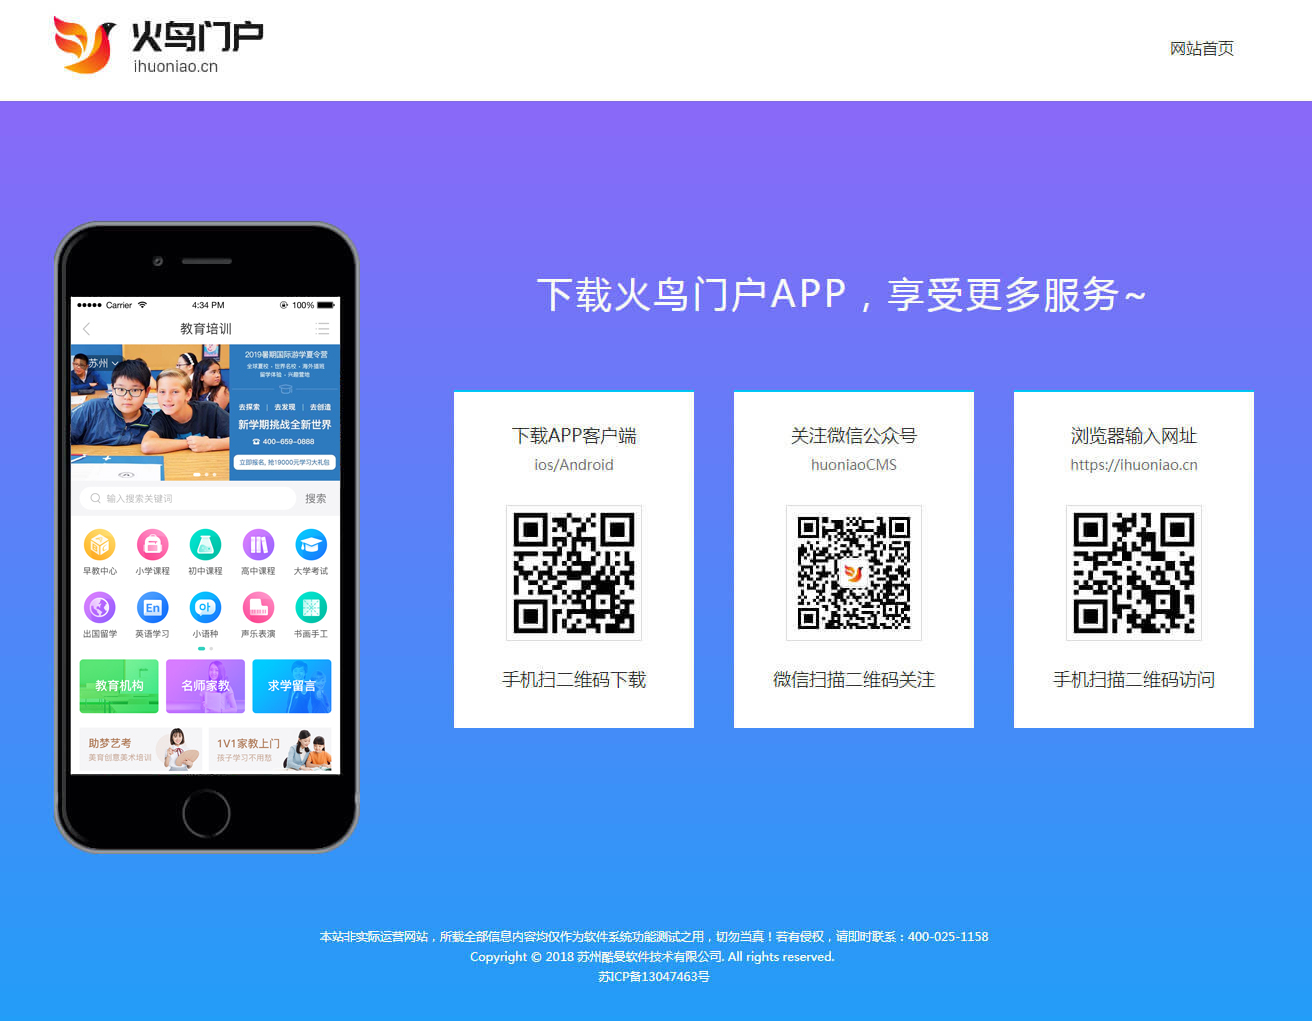 火鸟门户
ihuoniao.cn
网站首页
下载火鸟门户APP，享受更多服务~
Carrier 4:34 PM 100%
教育培训
苏州
2019暑期国际游学夏令营
全球夏校 - 世界名校 - 海外插班
留学体验 - 兴趣营地
去探索 | 去发现 | 去创造
新学期挑战全新世界
400-659-0888
立即报名, 抢19000元学习大礼包
输入搜索关键词 搜索
早教中心 小学课程 初中课程 高中课程 大学考试
En 아
出国留学 英语学习 小语种 声乐表演 书画手工
教育机构 名师家教 求学留言
助梦艺考 1V1家教上门
美育创意美术培训 孩子学习不用愁
下载APP客户端
ios/Android
手机扫二维码下载
关注微信公众号
huoniaoCMS
微信扫描二维码关注
浏览器输入网址
https://ihuoniao.cn
手机扫描二维码访问
本站非实际运营网站，所载全部信息内容均仅作为软件系统功能测试之用，切勿当真！若有侵权，请即时联系：400-025-1158
Copyright © 2018 苏州酷曼软件技术有限公司. All rights reserved.
苏ICP备13047463号